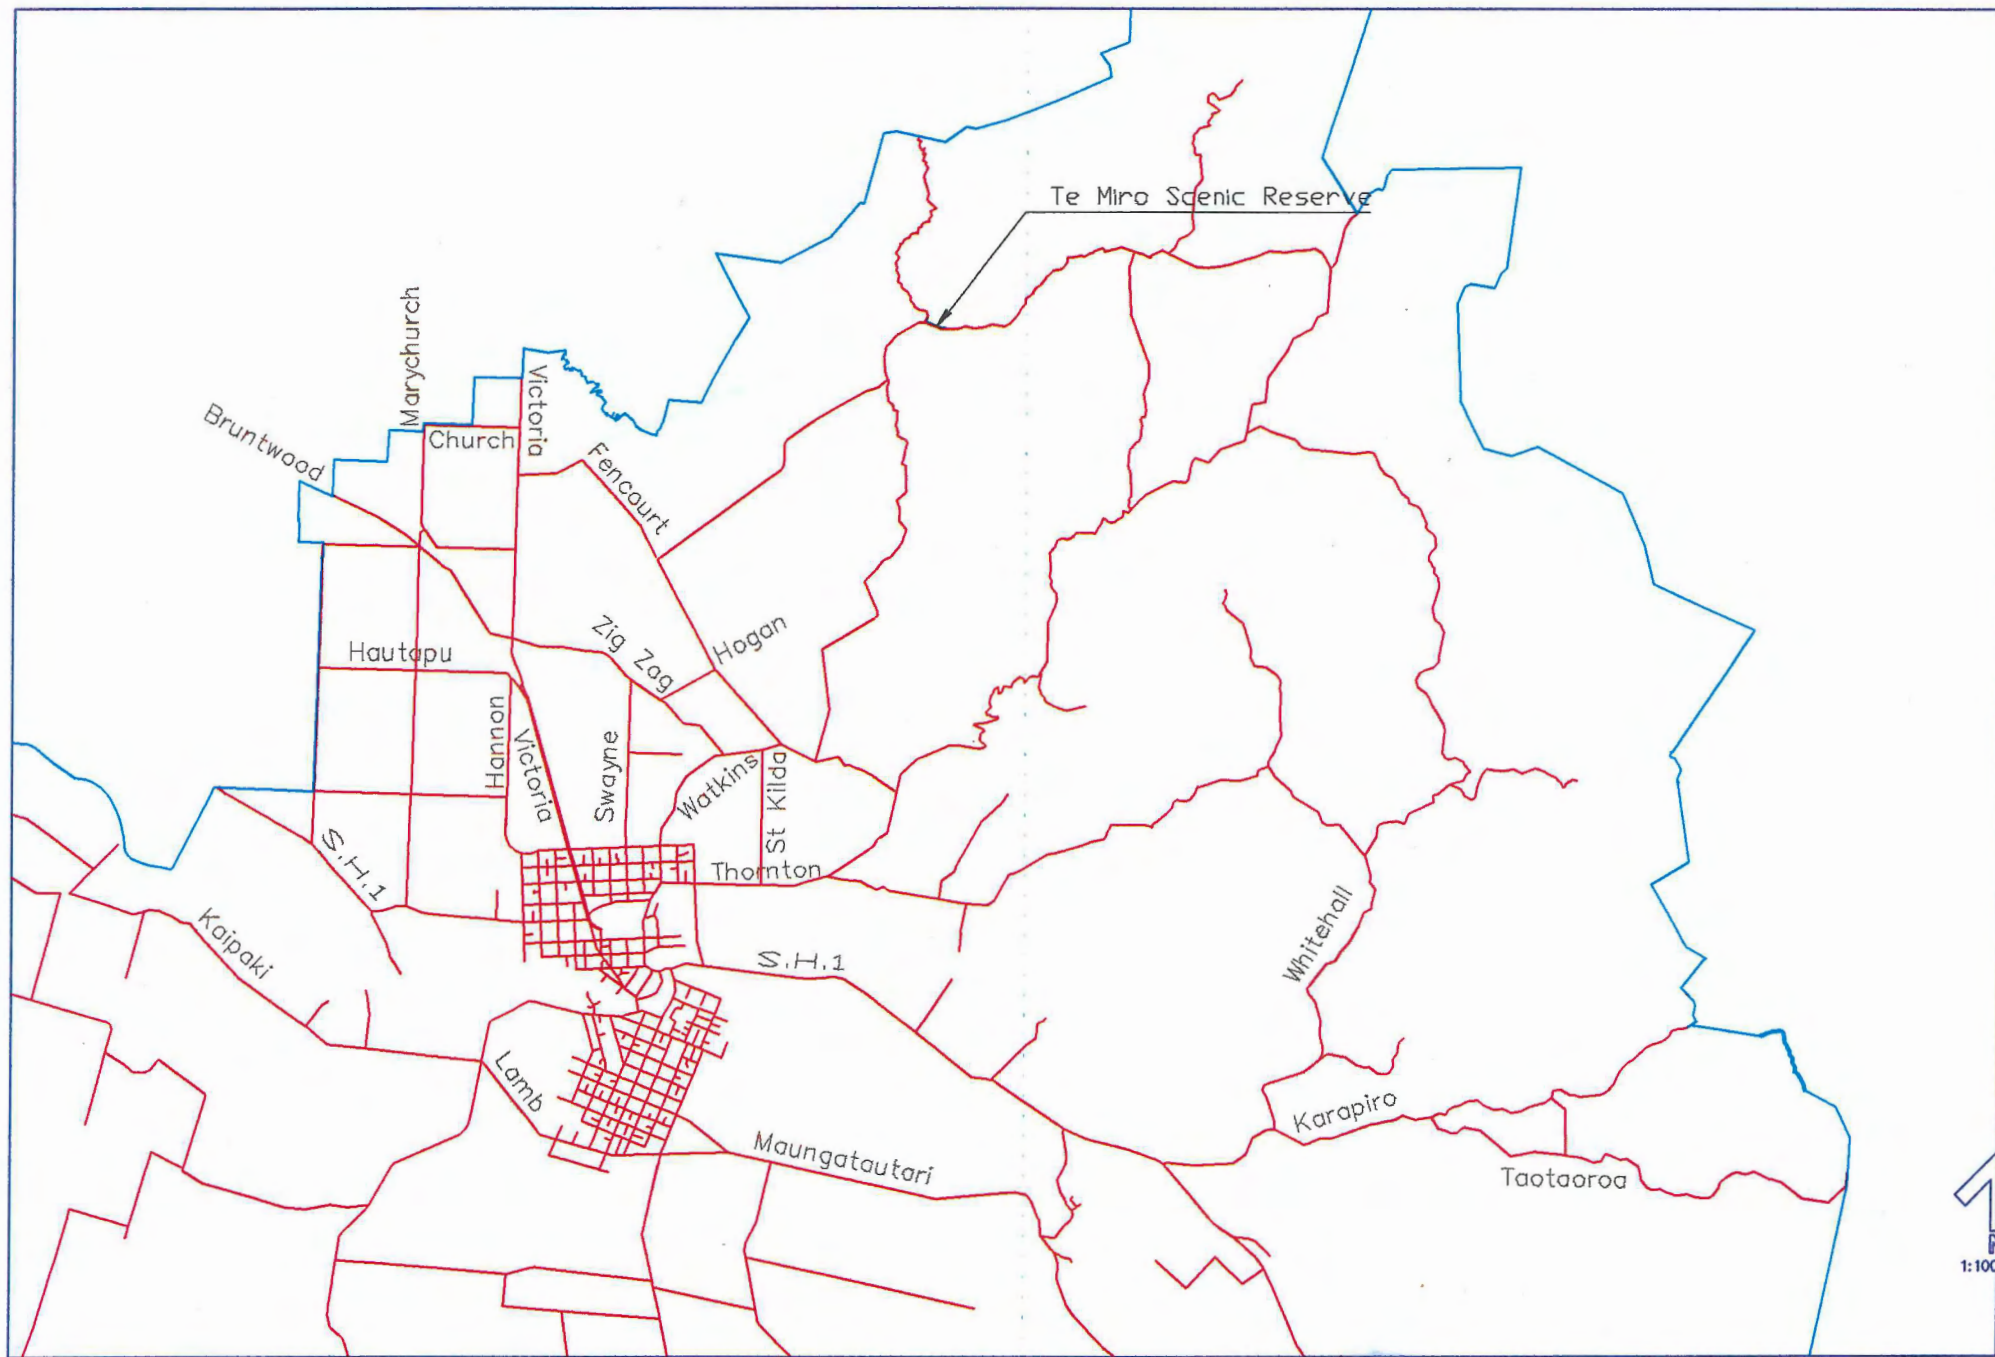 Te Miro Scenic Reserve
Marychurch
Victoria
Bruntwood
Church
Fencourt
Zig Zag
Hogan
Hautapu
Hannon
Victoria
Swayne
Watkins
St Kilda
S.H.1
Thornton
Kaipaki
S.H.1
Whitehall
Lamb
Karapiro
Maungatautari
Taotaoroa
1:100